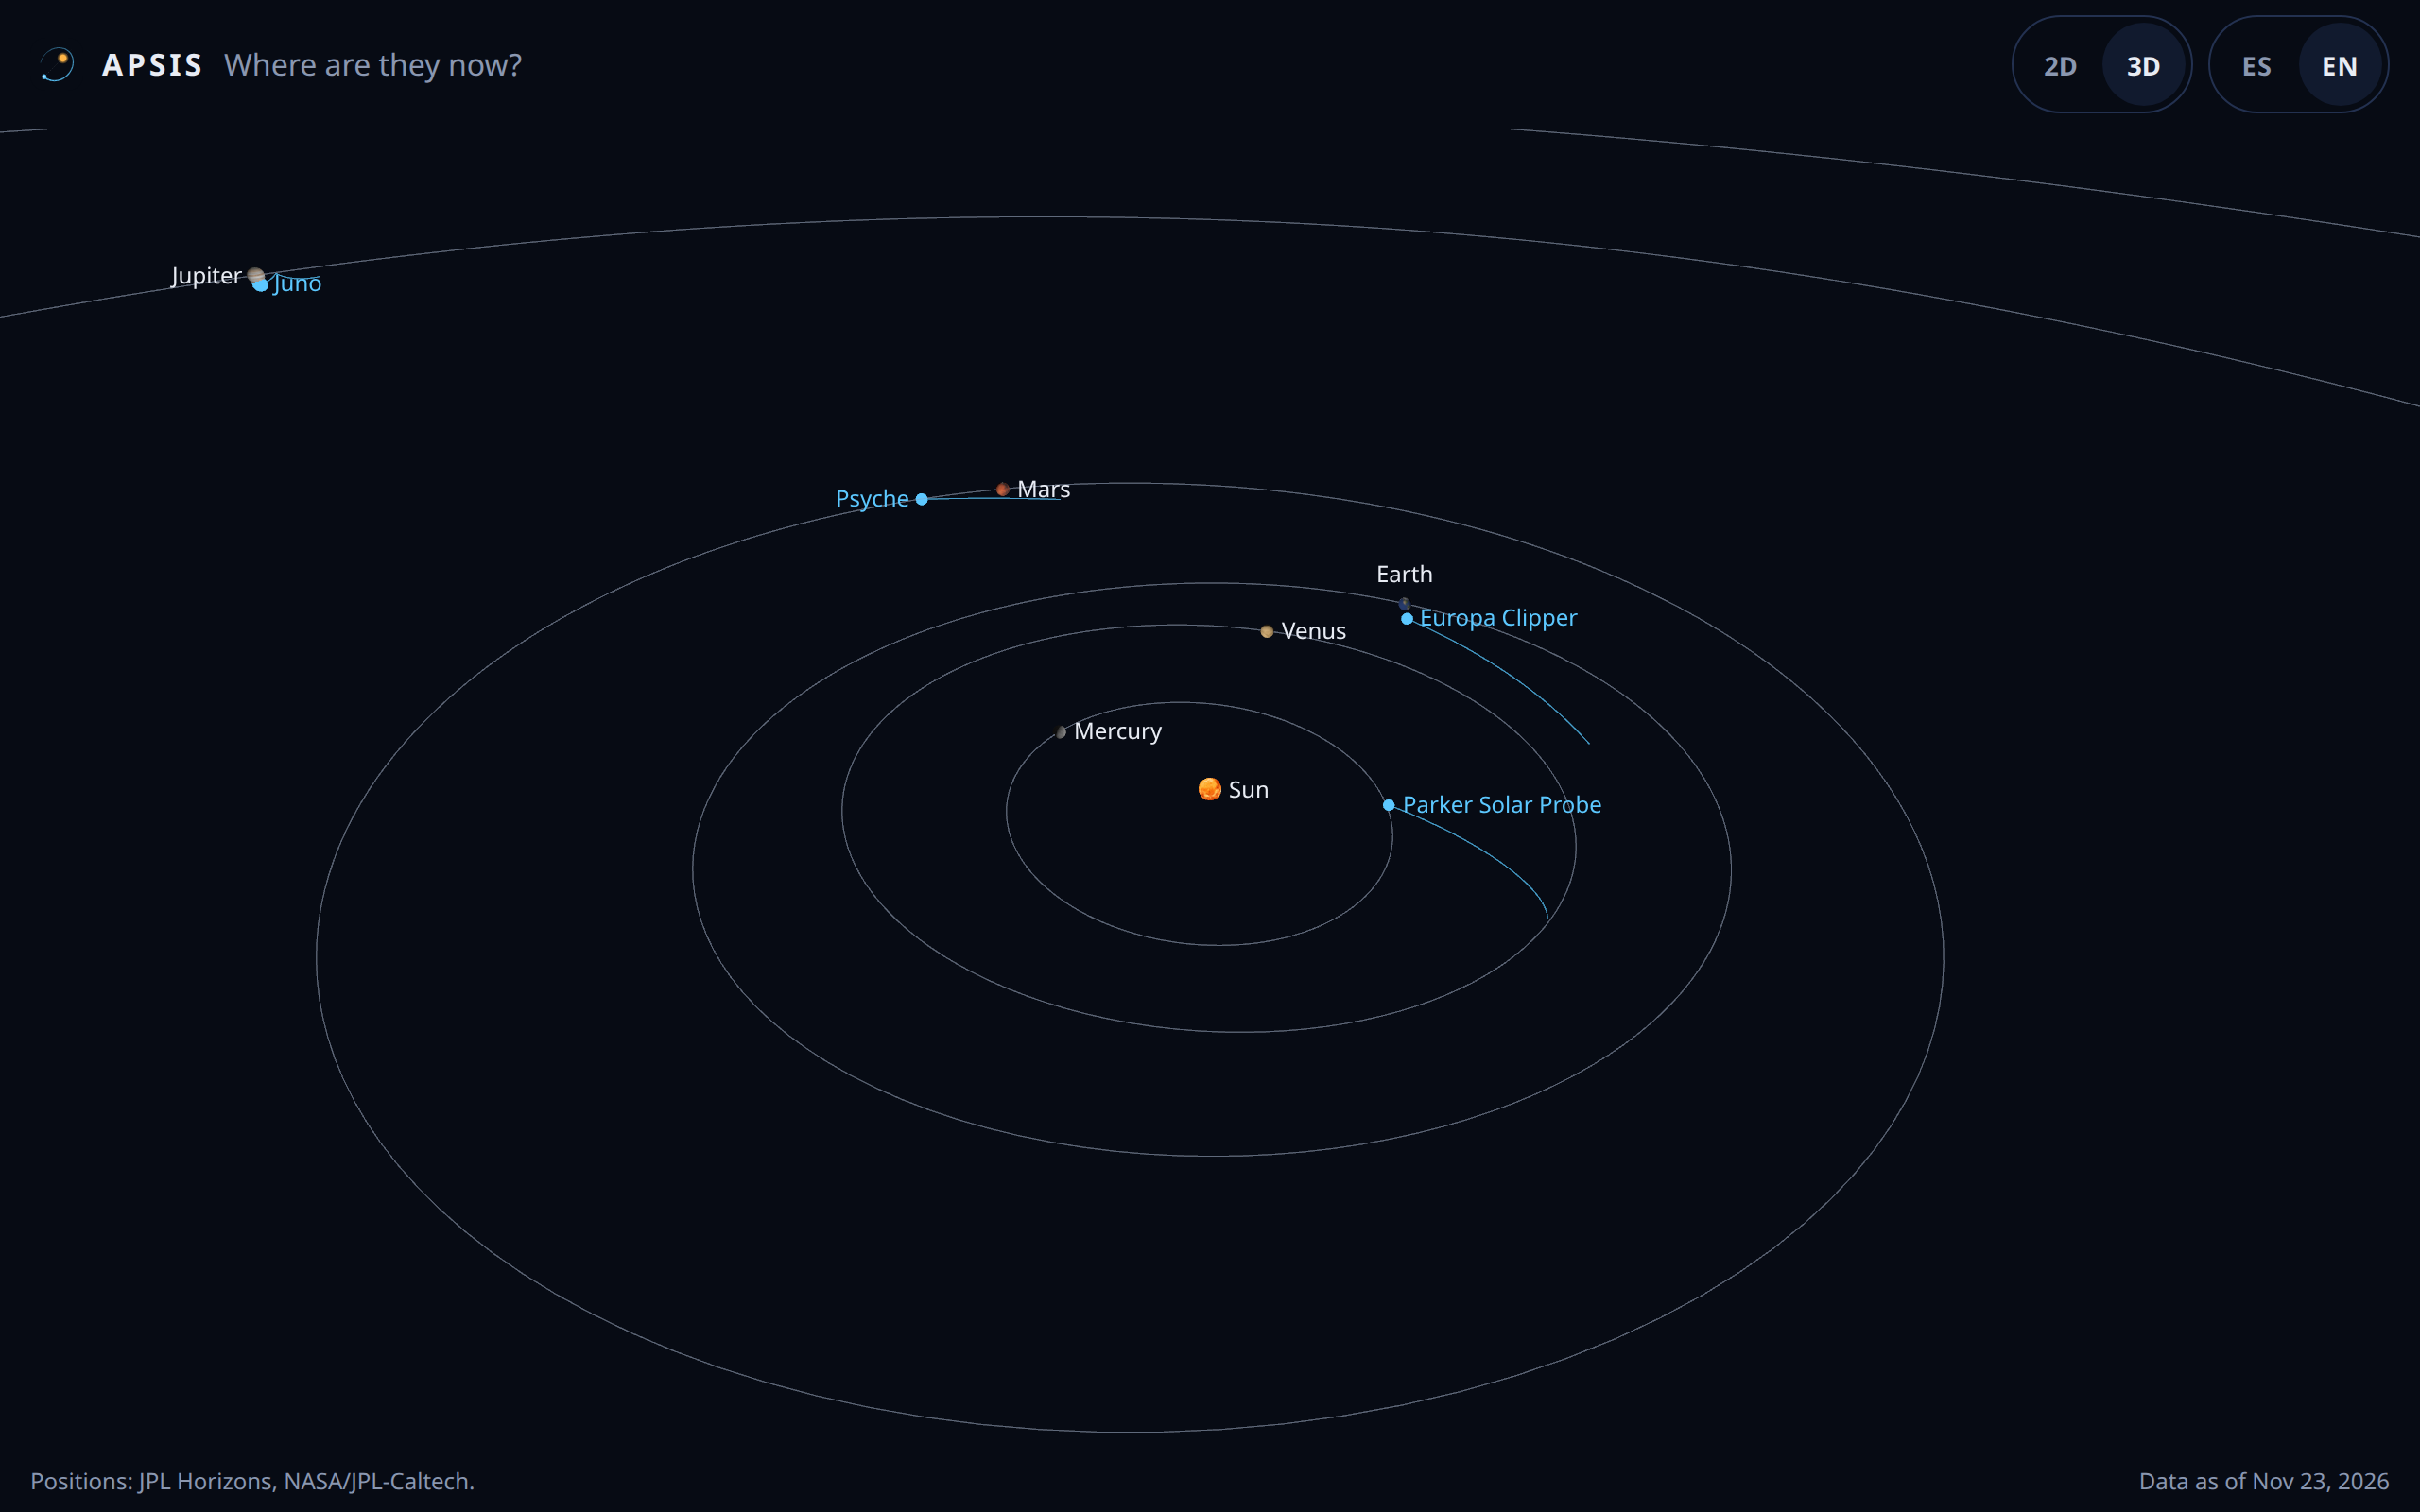 APSIS Where are they now?
2D 3D ES EN
Jupiter
Juno
Mars
Psyche
Earth
Europa Clipper
Venus
Mercury
Sun
Parker Solar Probe
Positions: JPL Horizons, NASA/JPL-Caltech.
Data as of Nov 23, 2026